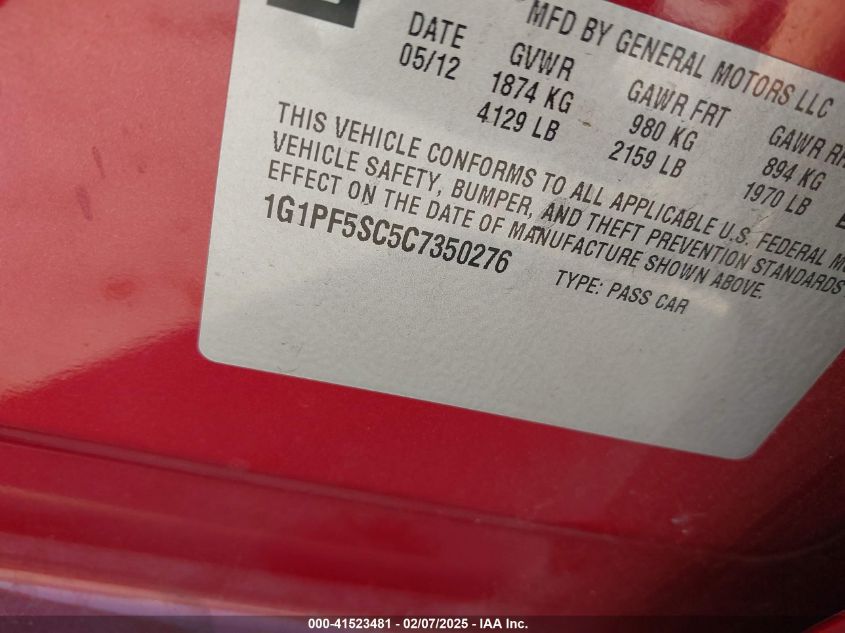 MFD BY GENERAL MOTORS LLC
DATE GVWR GAWR FRT GAWR
05/12 1874 KG 980 KG 894 KG
4129 LB 2159 LB 1970 LB
THIS VEHICLE CONFORMS TO ALL APPLICABLE U.S. FEDERAL
VEHICLE SAFETY, BUMPER, AND THEFT PREVENTION STANDARDS
EFFECT ON THE DATE OF MANUFACTURE SHOWN ABOVE.
1G1PF5SC5C7350276 TYPE: PASS CAR
000-41523481 - 02/07/2025 - IAA Inc.